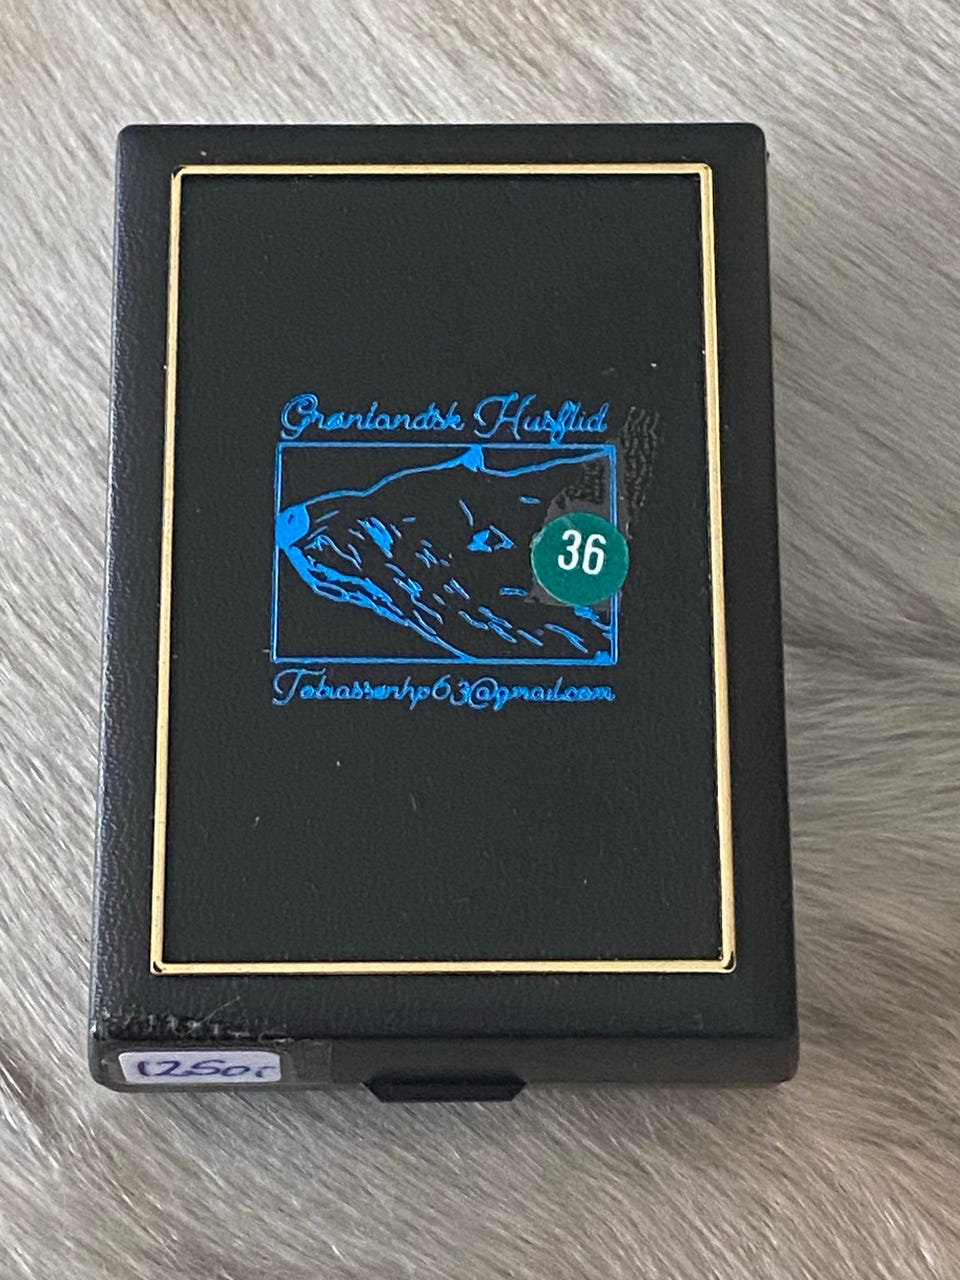 Grønlandsk Husflid
36
Tobiassenhp63@gmail.com
1250,-